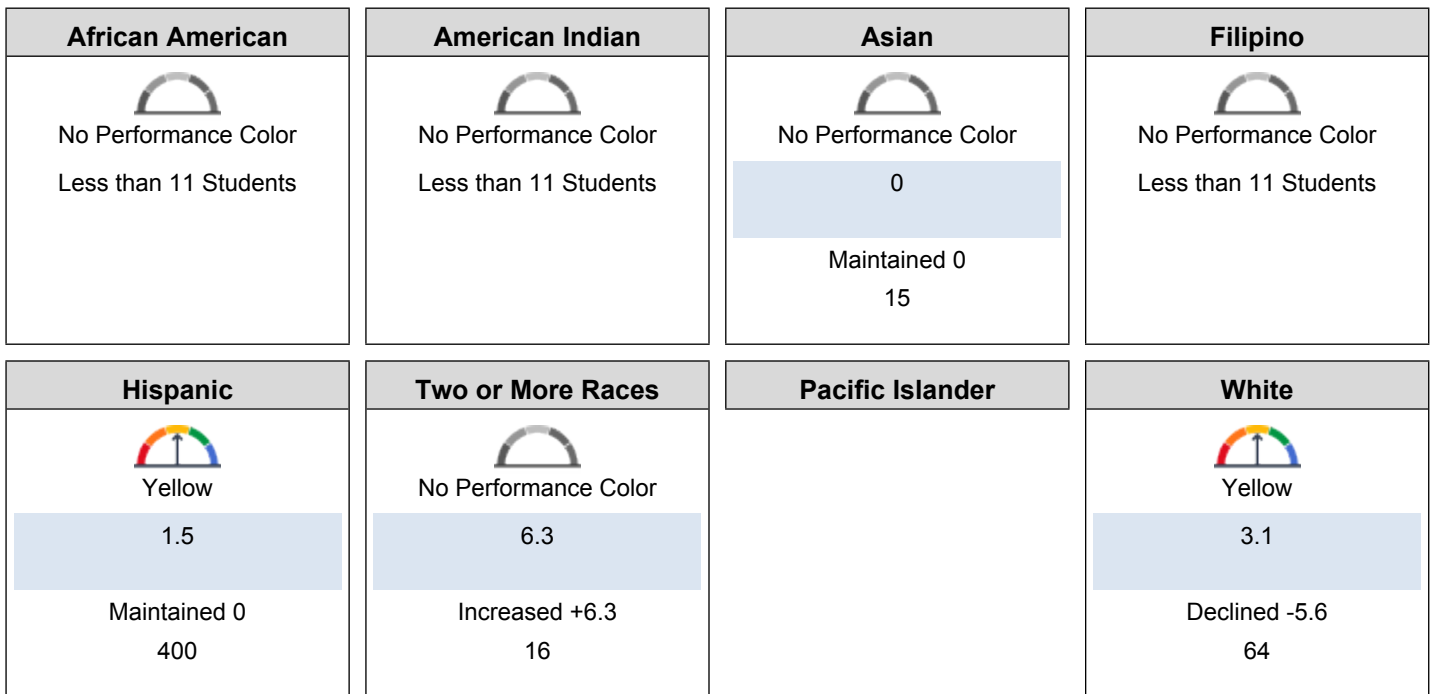 African American
No Performance Color
Less than 11 Students
American Indian
No Performance Color
Less than 11 Students
Asian
No Performance Color
0
Maintained 0
15
Filipino
No Performance Color
Less than 11 Students
Hispanic
Yellow
1.5
Maintained 0
400
Two or More Races
No Performance Color
6.3
Increased +6.3
16
Pacific Islander
White
Yellow
3.1
Declined -5.6
64